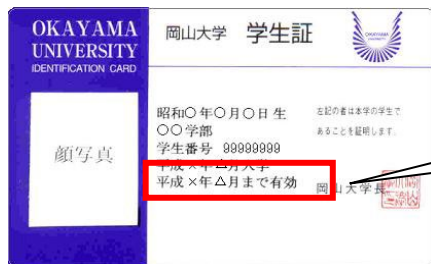 OKAYAMA
UNIVERSITY
IDENTIFICATION CARD
岡山大学 学生証
顔写真
昭和○年○月○日生
○○学部
学生番号 99999999
平成×年△月入学
平成×年△月まで有効
左記の者は本学の学生で
あることを証明します.
岡山大学長